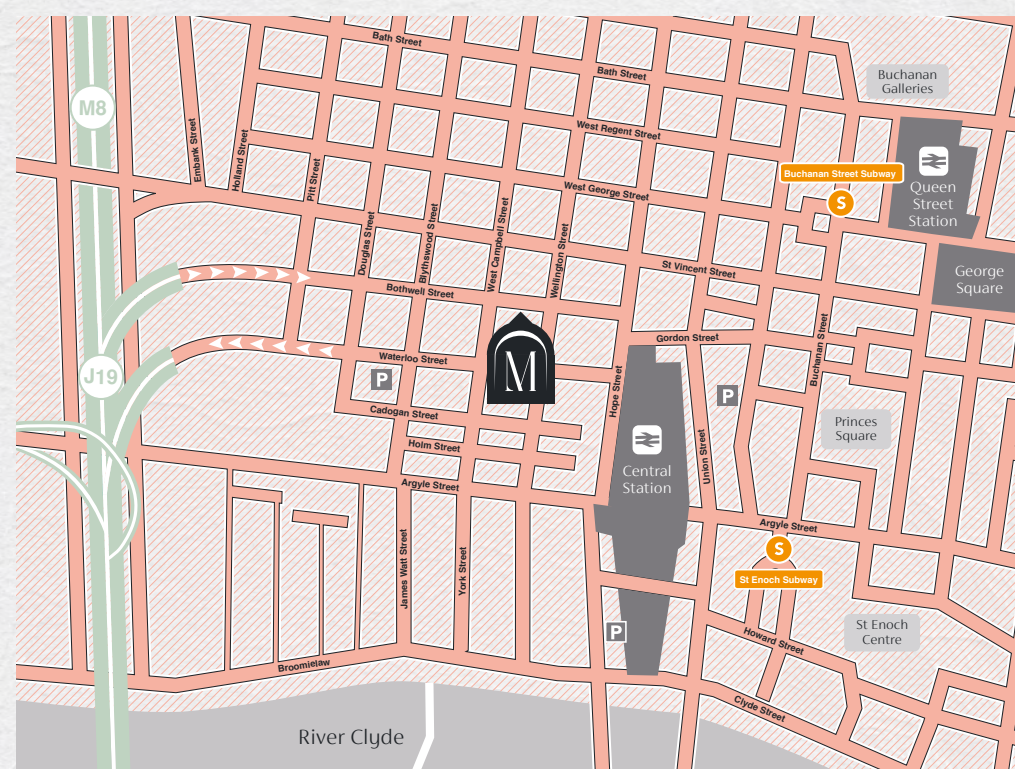 Bath Street
Bath Street
Buchanan
Galleries
M8
West Regent Street
Embank Street
Holland Street
Pitt Street
Buchanan Street Subway
S
Queen
Street
Station
West George Street
Douglas Street
Blythswood Street
West Campbell Street
Wellington Street
St Vincent Street
George
Square
Bothwell Street
Gordon Street
Buchanan Street
Waterloo Street
M
J19
P
Hope Street
P
Cadogan Street
Princes
Square
Holm Street
Union Street
Central
Station
Argyle Street
Argyle Street
S
James Watt Street
York Street
St Enoch Subway
P
St Enoch
Centre
Howard Street
Broomielaw
Clyde Street
River Clyde